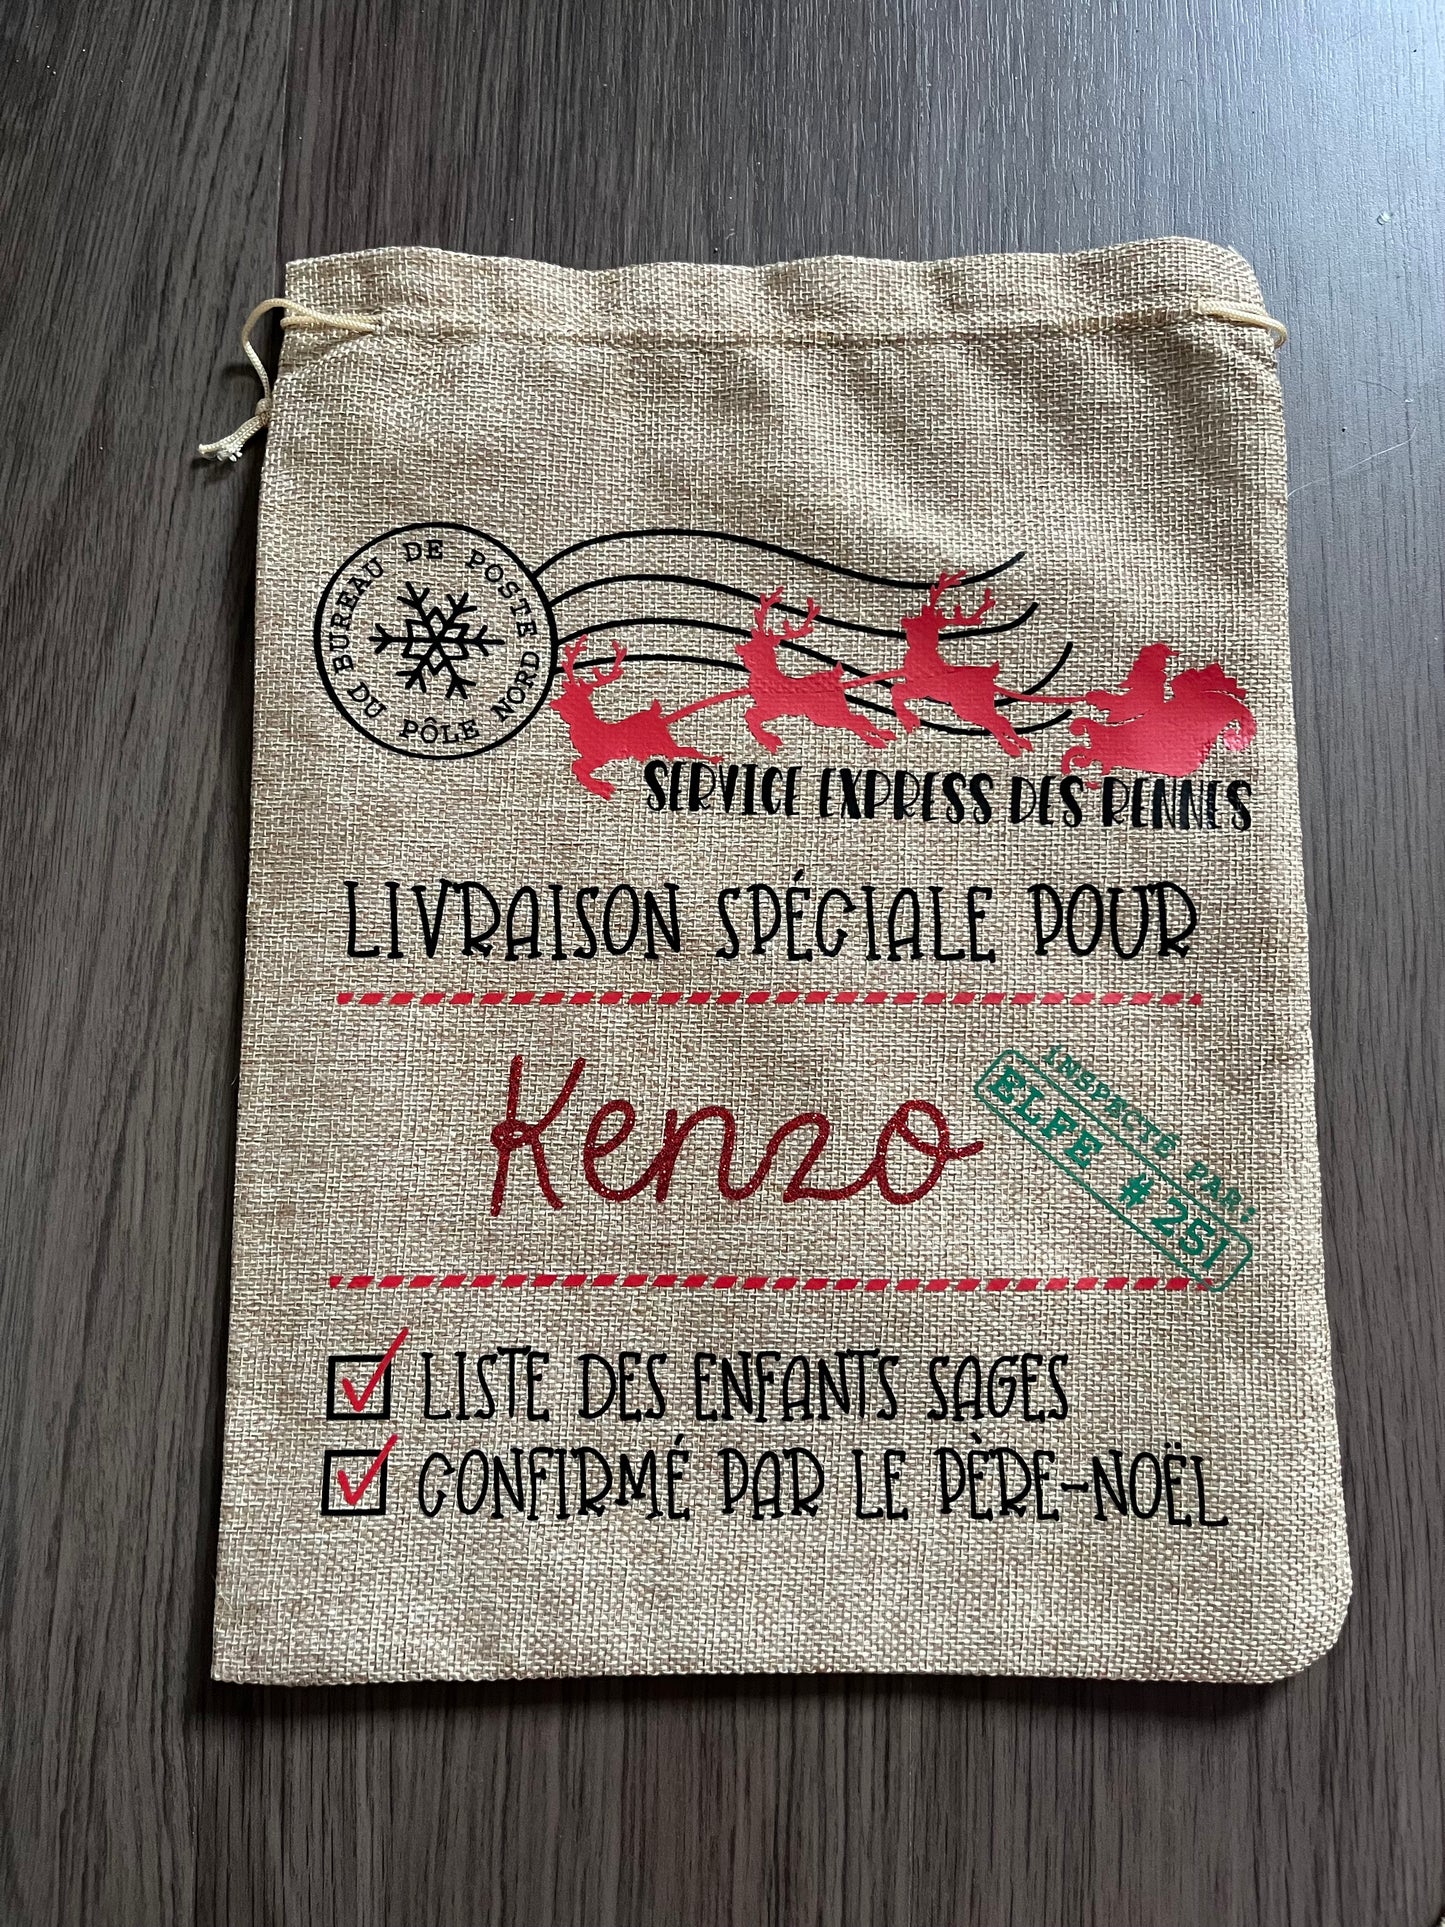 BUREAU DE POSTE
DU PÔLE NORD
SERVICE EXPRESS DES RENNES
LIVRAISON SPÉCIALE POUR
Kenzo
INSPECTÉ PAR:
ELFE #251
LISTE DES ENFANTS SAGES
CONFIRMÉ PAR LE PÈRE-NOËL